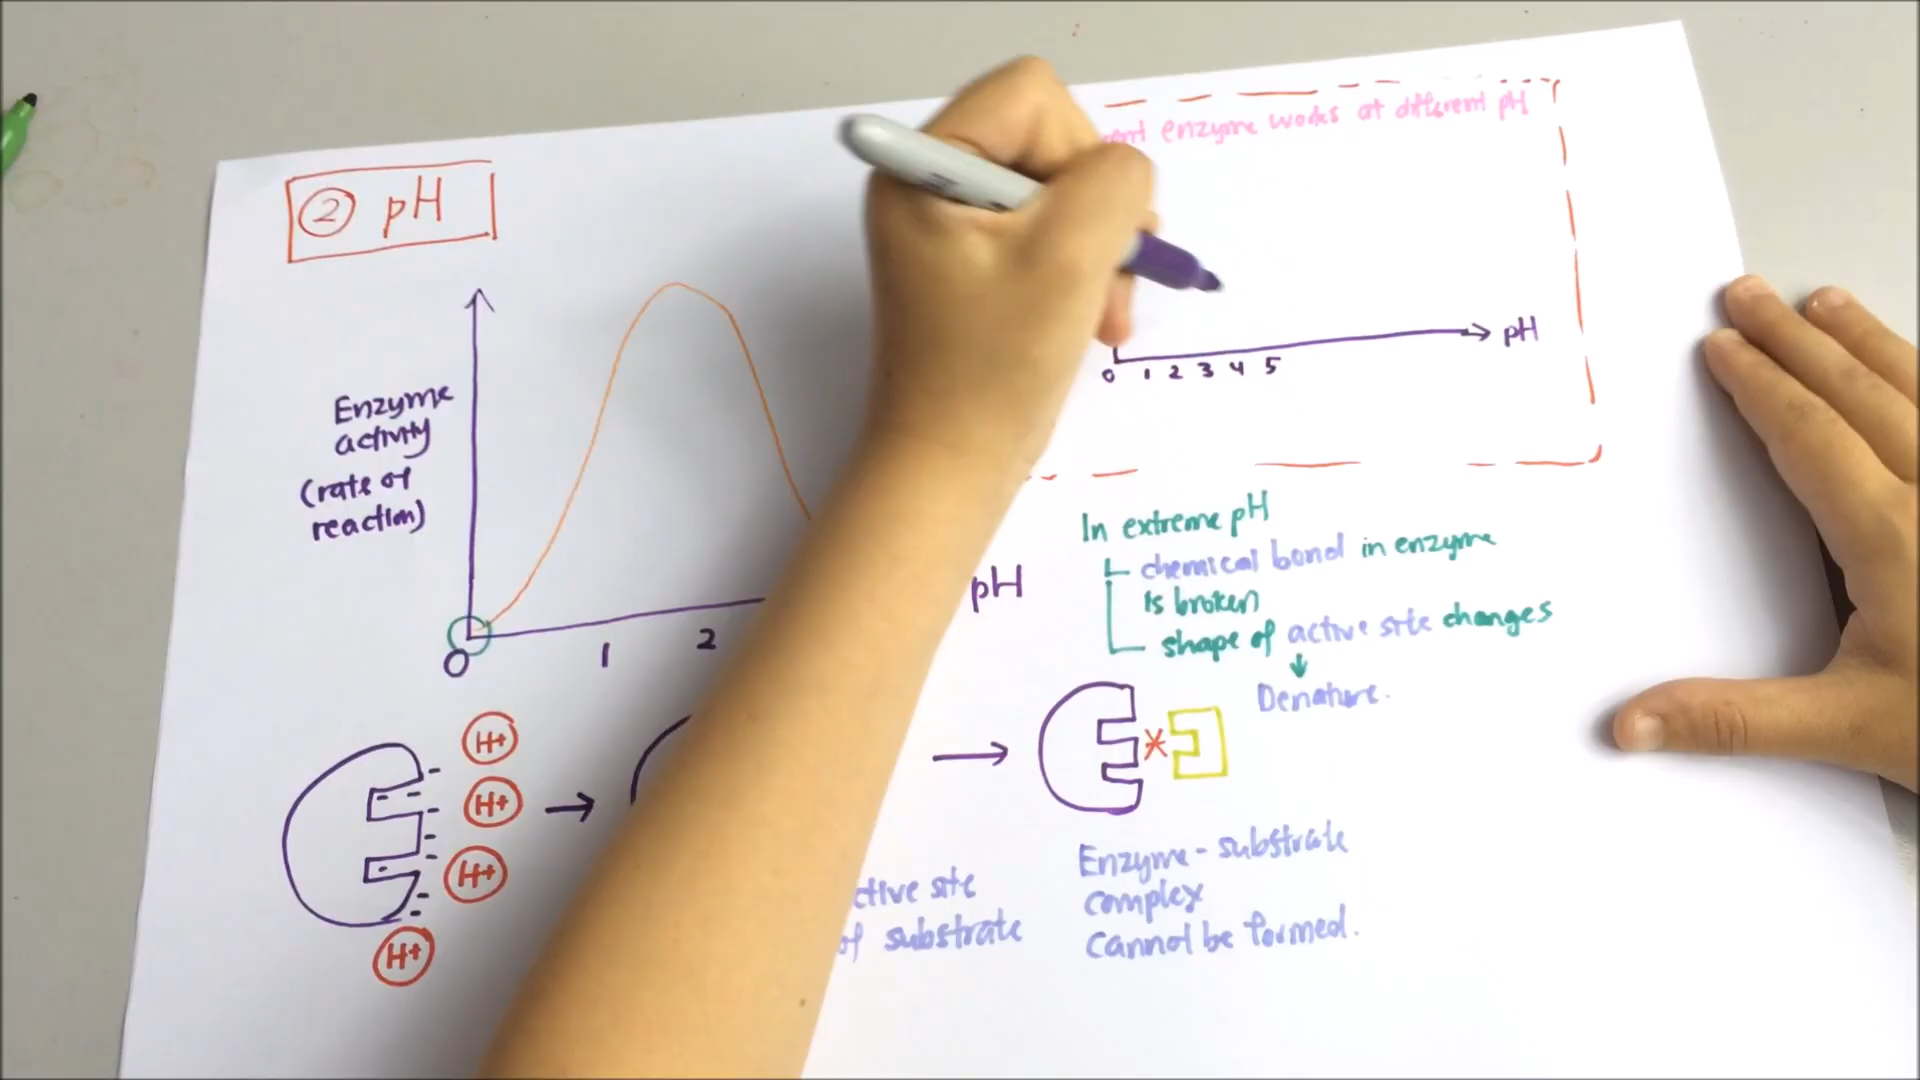 ② pH
enzyme works at different pH
Enzyme
activity
(rate of
reaction)
0 1 2
pH
0 1 2 3 4 5
pH
In extreme pH
chemical bond in enzyme
is broken
shape of active site changes
Denature.
H+
H+
H+
H+
active site
of substrate
Enzyme-substrate
complex
cannot be formed.